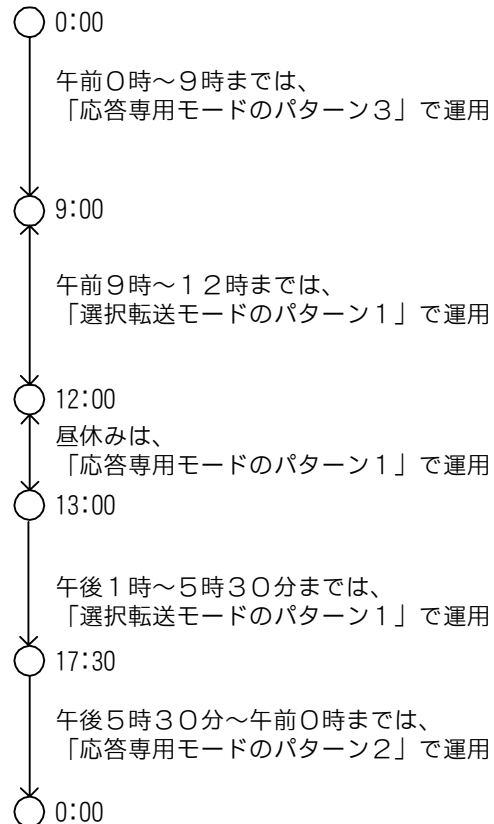 0:00
午前０時～９時までは、
「応答専用モードのパターン３」で運用
9:00
午前９時～１２時までは、
「選択転送モードのパターン１」で運用
12:00
昼休みは、
「応答専用モードのパターン１」で運用
13:00
午後１時～５時３０分までは、
「選択転送モードのパターン１」で運用
17:30
午後５時３０分～午前０時までは、
「応答専用モードのパターン２」で運用
0:00